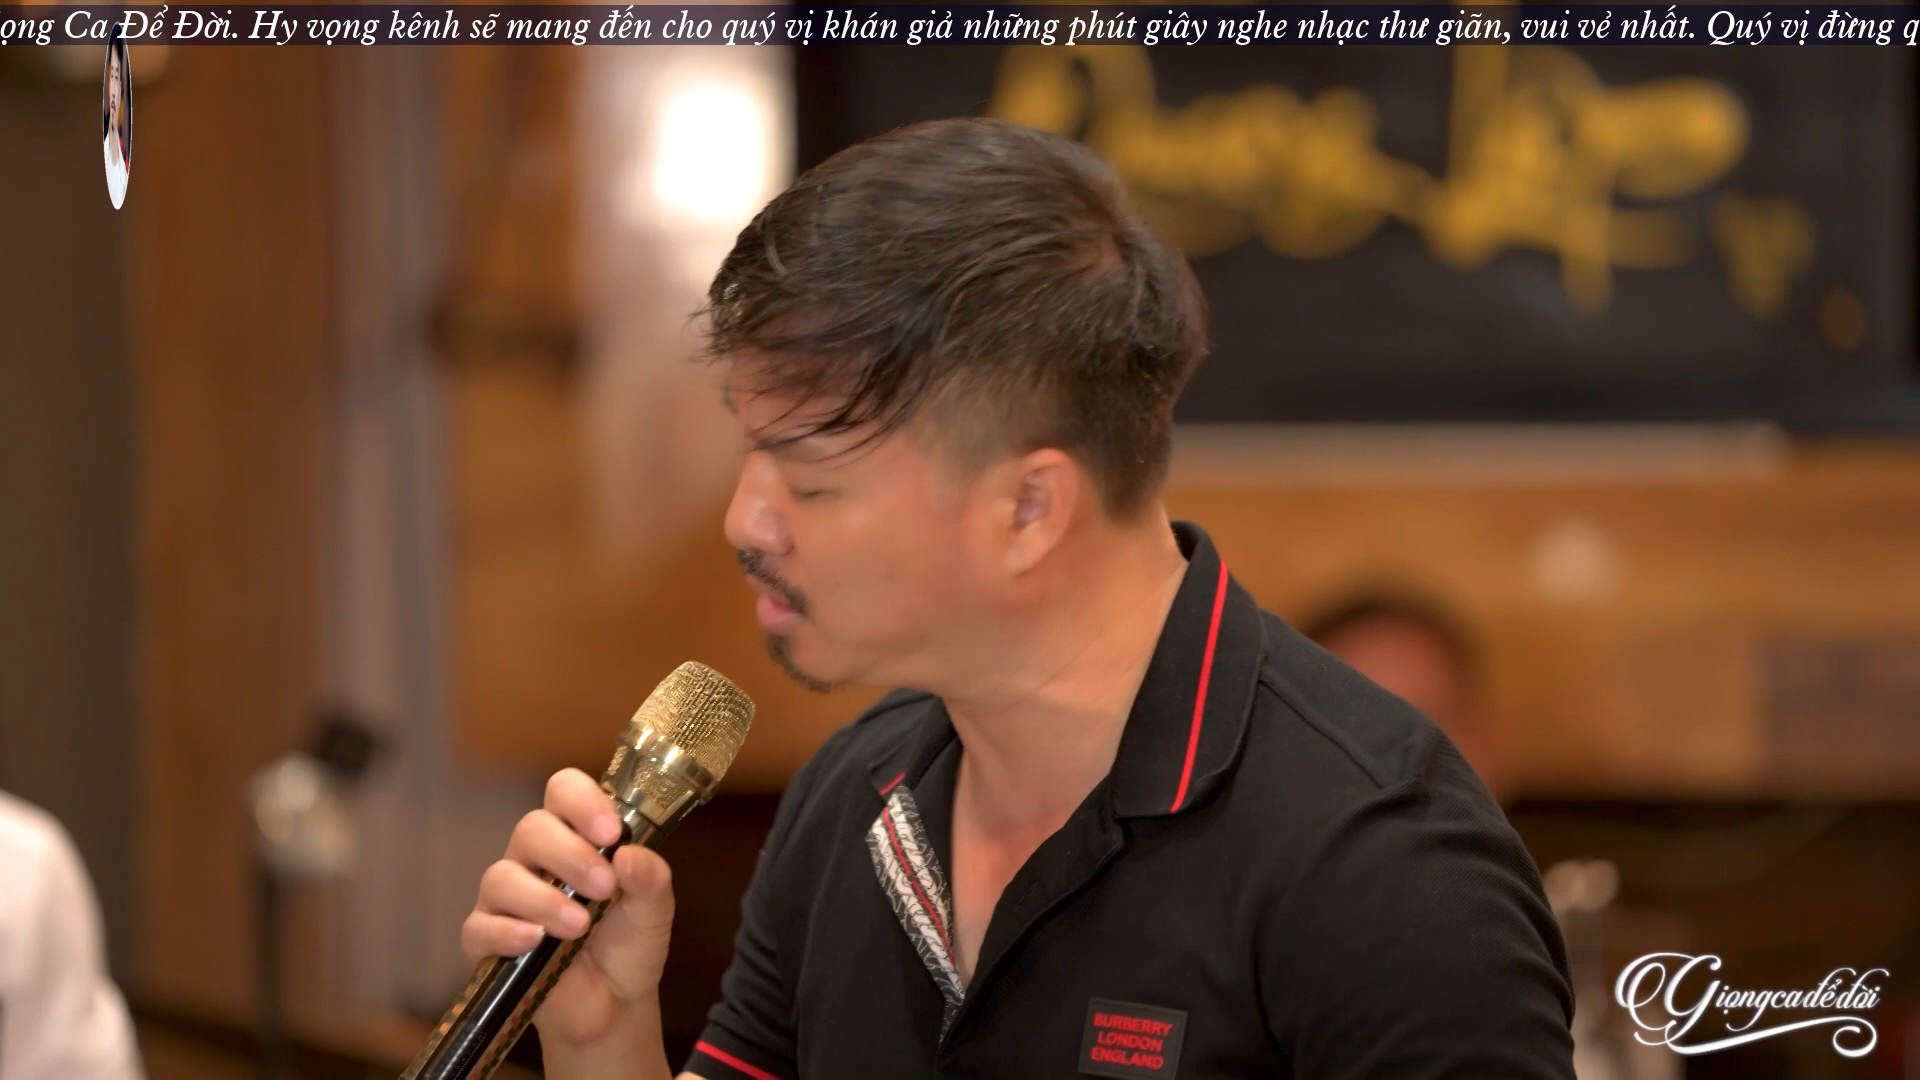 ọng Ca Để Đời. Hy vọng kênh sẽ mang đến cho quý vị khán giả những phút giây nghe nhạc thư giãn, vui vẻ nhất. Quý vị đừng q
BURBERRY
LONDON
ENGLAND
Giọngcađểđời